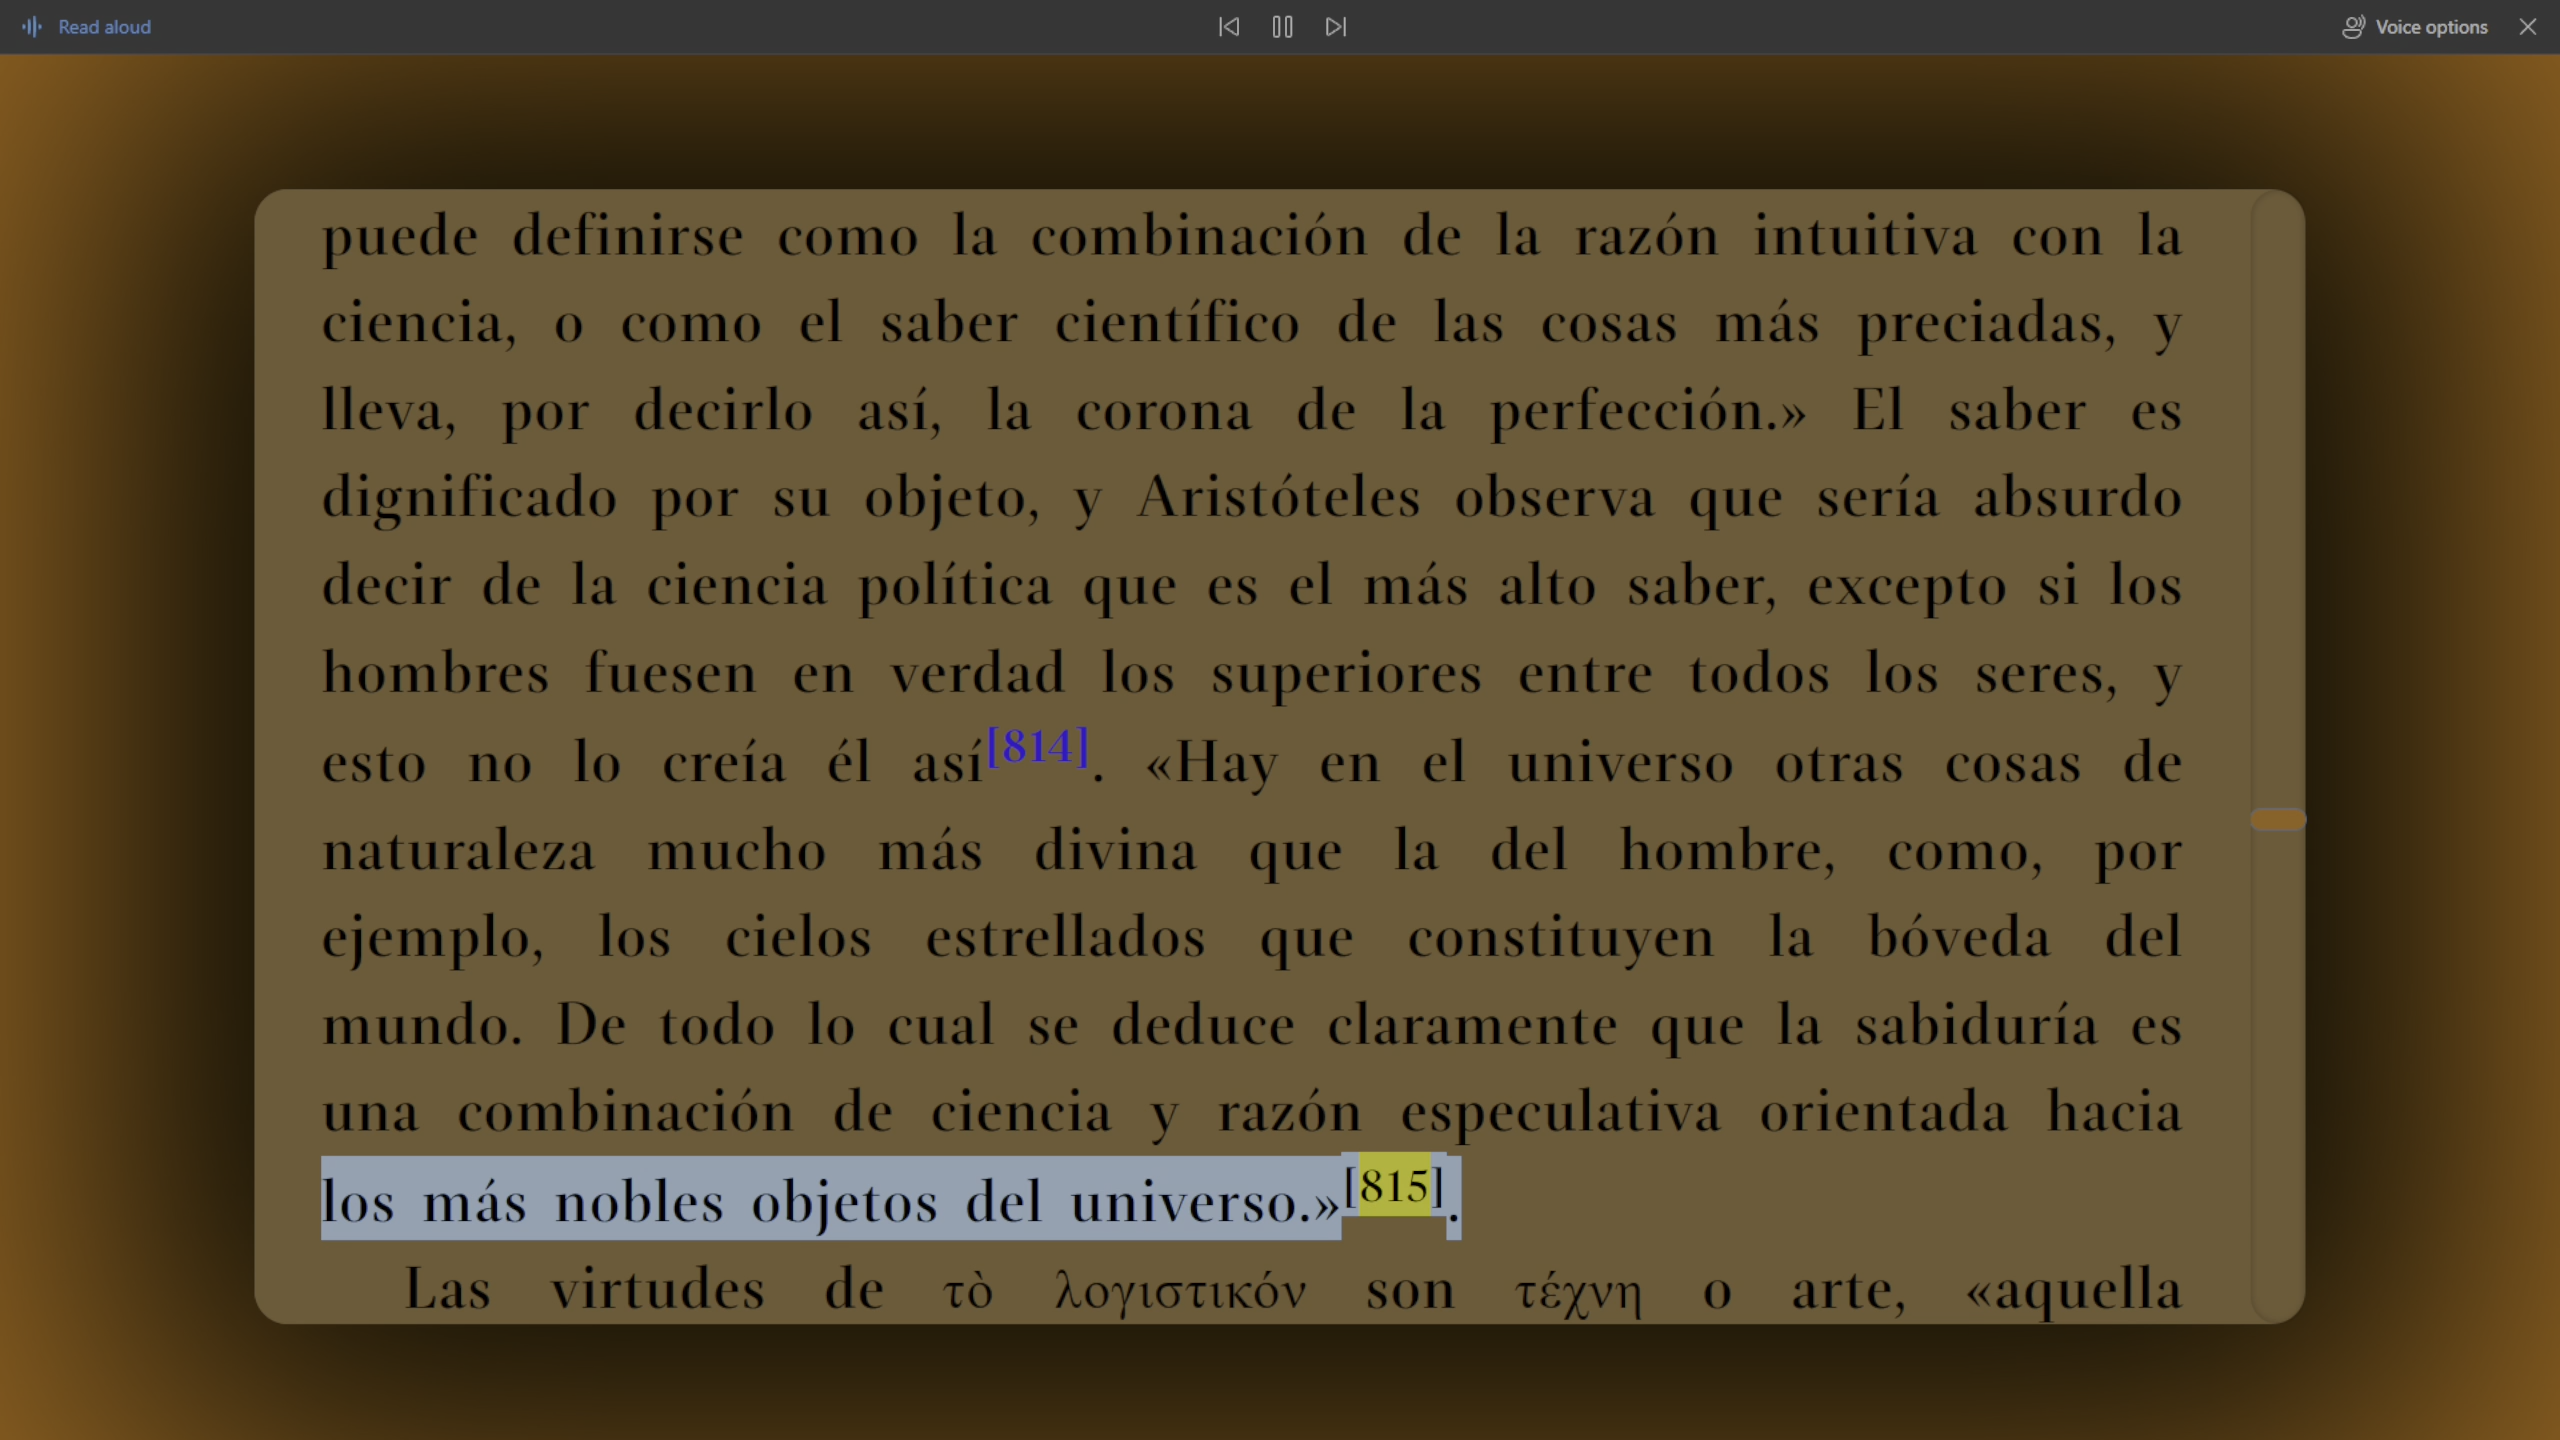 Read aloud
Voice options
puede definirse como la combinación de la razón intuitiva con la
ciencia, o como el saber científico de las cosas más preciadas, y
lleva, por decirlo así, la corona de la perfección.» El saber es
dignificado por su objeto, y Aristóteles observa que sería absurdo
decir de la ciencia política que es el más alto saber, excepto si los
hombres fuesen en verdad los superiores entre todos los seres, y
esto no lo creía él así[814]. «Hay en el universo otras cosas de
naturaleza mucho más divina que la del hombre, como, por
ejemplo, los cielos estrellados que constituyen la bóveda del
mundo. De todo lo cual se deduce claramente que la sabiduría es
una combinación de ciencia y razón especulativa orientada hacia
los más nobles objetos del universo.»[815].
Las virtudes de τὸ λογιστικόν son τέχνη o arte, «aquella